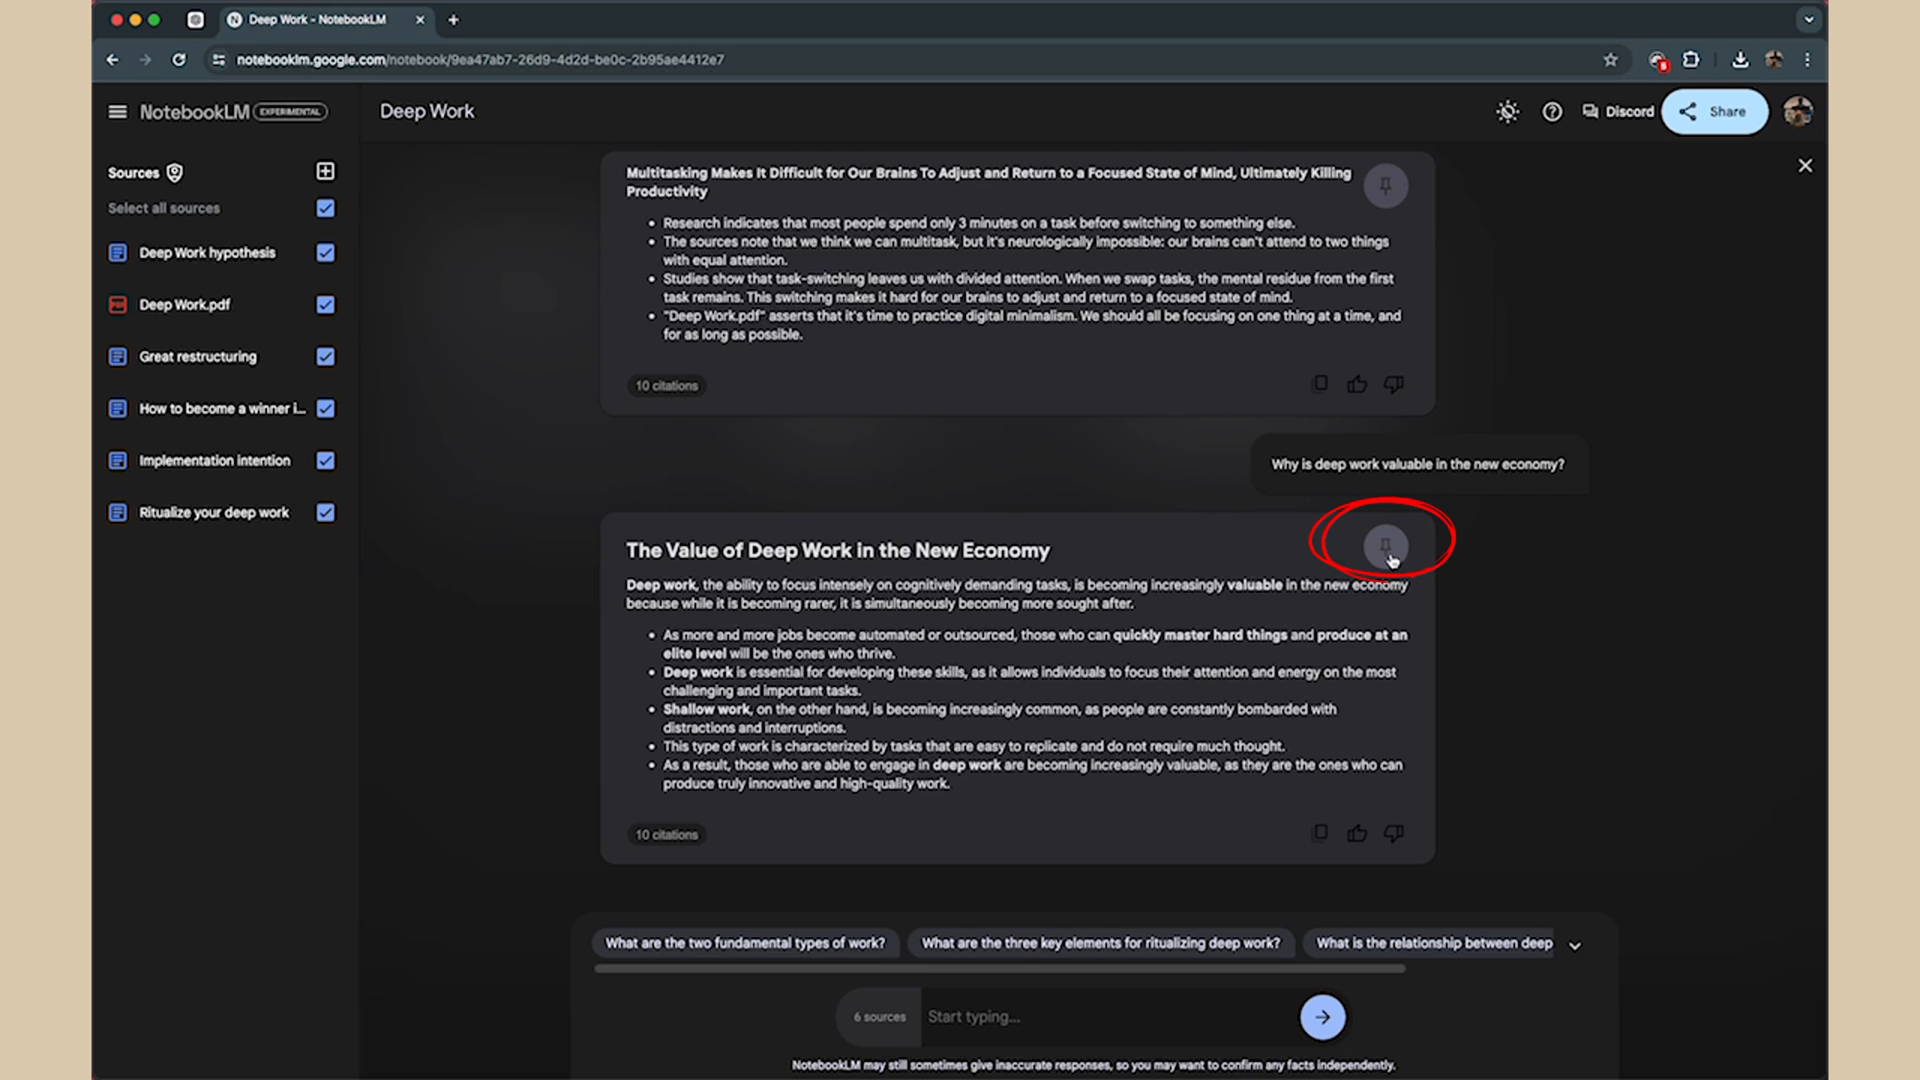 Deep Work - NotebookLM
notebooklm.google.com/notebook/9ea47ab7-26d9-4d2d-be0c-2b95ae4412e7
5
NotebookLM EXPERIMENTAL
Deep Work
Discord
Share
Sources
Select all sources
Deep Work hypothesis
PDF
Deep Work.pdf
Great restructuring
How to become a winner i...
Implementation intention
Ritualize your deep work
Multitasking Makes It Difficult for Our Brains To Adjust and Return to a Focused State of Mind, Ultimately Killing
Productivity
• Research indicates that most people spend only 3 minutes on a task before switching to something else.
• The sources note that we think we can multitask, but it's neurologically impossible: our brains can't attend to two things
with equal attention.
• Studies show that task-switching leaves us with divided attention. When we swap tasks, the mental residue from the first
task remains. This switching makes it hard for our brains to adjust and return to a focused state of mind.
• "Deep Work.pdf" asserts that it's time to practice digital minimalism. We should all be focusing on one thing at a time, and
for as long as possible.
10 citations
Why is deep work valuable in the new economy?
The Value of Deep Work in the New Economy
Deep work, the ability to focus intensely on cognitively demanding tasks, is becoming increasingly valuable in the new economy
because while it is becoming rarer, it is simultaneously becoming more sought after.
• As more and more jobs become automated or outsourced, those who can quickly master hard things and produce at an
elite level will be the ones who thrive.
• Deep work is essential for developing these skills, as it allows individuals to focus their attention and energy on the most
challenging and important tasks.
• Shallow work, on the other hand, is becoming increasingly common, as people are constantly bombarded with
distractions and interruptions.
• This type of work is characterized by tasks that are easy to replicate and do not require much thought.
• As a result, those who are able to engage in deep work are becoming increasingly valuable, as they are the ones who can
produce truly innovative and high-quality work.
10 citations
What are the two fundamental types of work?
What are the three key elements for ritualizing deep work?
What is the relationship between deep
6 sources
Start typing...
NotebookLM may still sometimes give inaccurate responses, so you may want to confirm any facts independently.